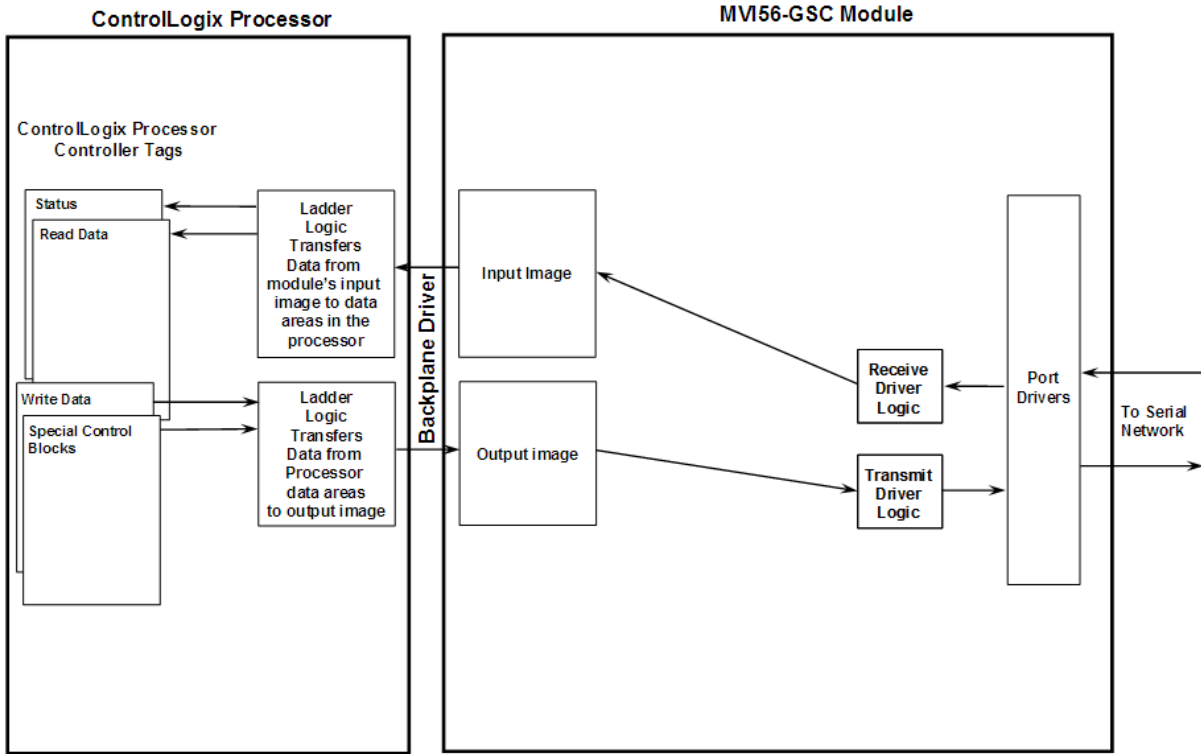 ControlLogix Processor
MVI56-GSC Module
ControlLogix Processor
Controller Tags
Status
Read Data
Ladder
Logic
Transfers
Data from
module's input
image to data
areas in the
processor
Write Data
Special Control
Blocks
Ladder
Logic
Transfers
Data from
Processor
data areas
to output image
Backplane Driver
Input Image
Output image
Receive
Driver
Logic
Transmit
Driver
Logic
Port
Drivers
To Serial
Network